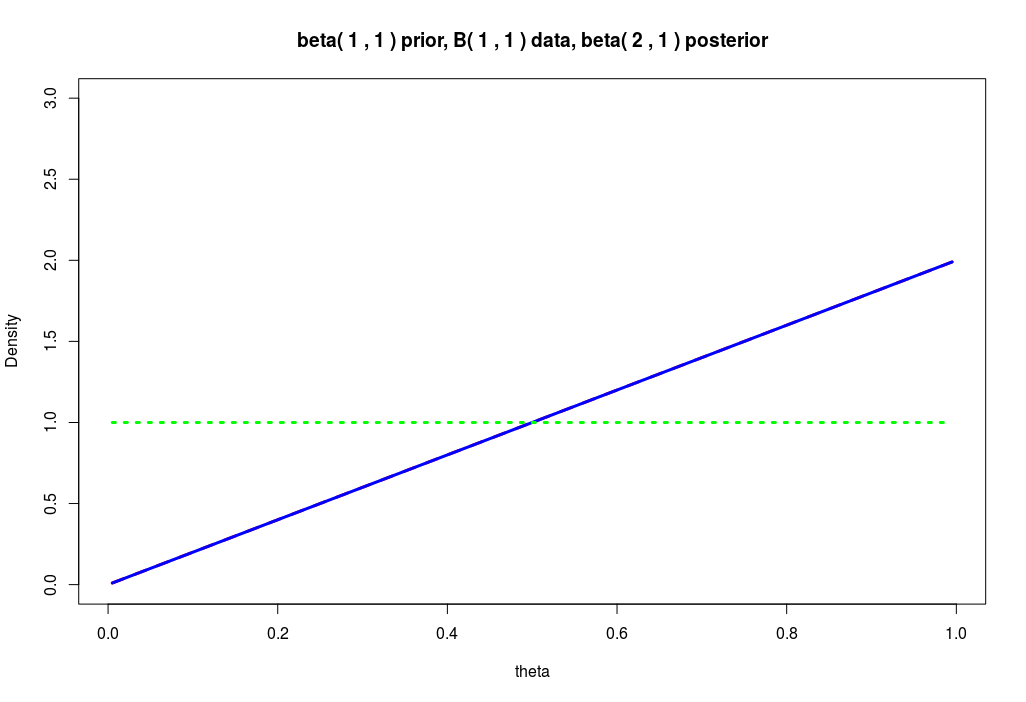 beta( 1 , 1 ) prior, B( 1 , 1 ) data, beta( 2 , 1 ) posterior
3.0
2.5
2.0
1.5
1.0
0.5
0.0
Density
0.0 0.2 0.4 0.6 0.8 1.0
theta